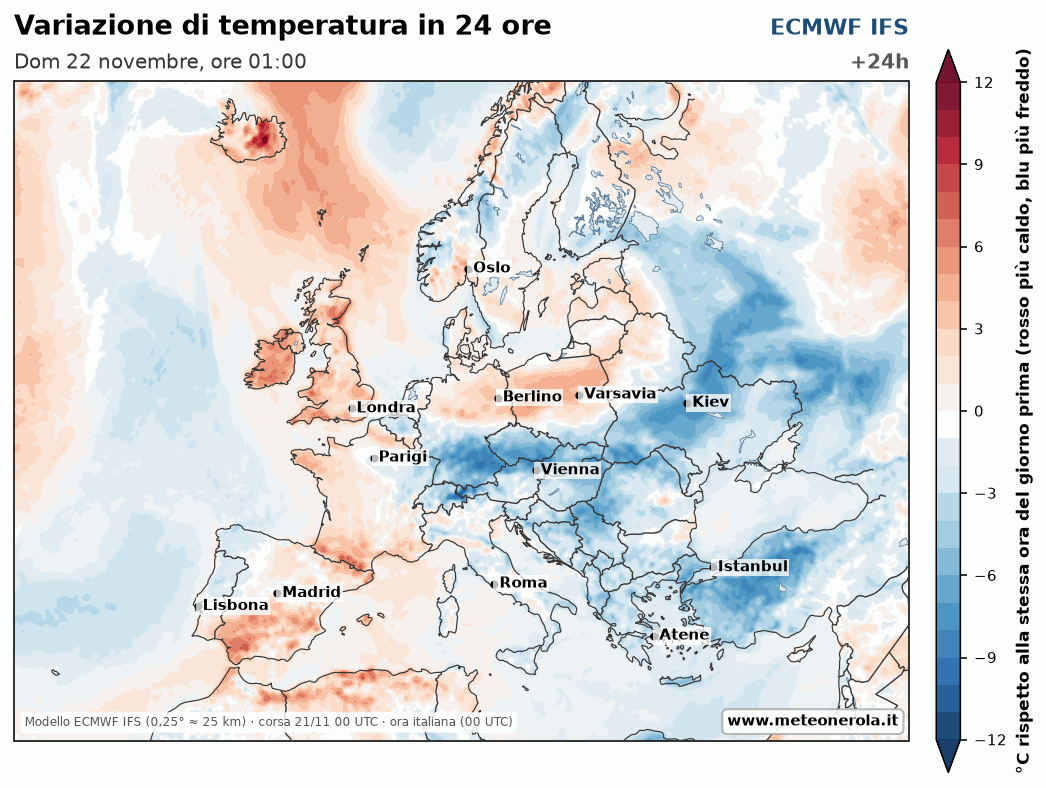 Variazione di temperatura in 24 ore
ECMWF IFS
Dom 22 novembre, ore 01:00
+24h
Oslo
Londra
Berlino
Varsavia
Kiev
Parigi
Vienna
Istanbul
Roma
Madrid
Lisbona
Atene
Modello ECMWF IFS (0,25° ≈ 25 km) · corsa 21/11 00 UTC · ora italiana (00 UTC)
www.meteonerola.it
12
9
6
3
0
−3
−6
−9
−12
°C rispetto alla stessa ora del giorno prima (rosso più caldo, blu più freddo)